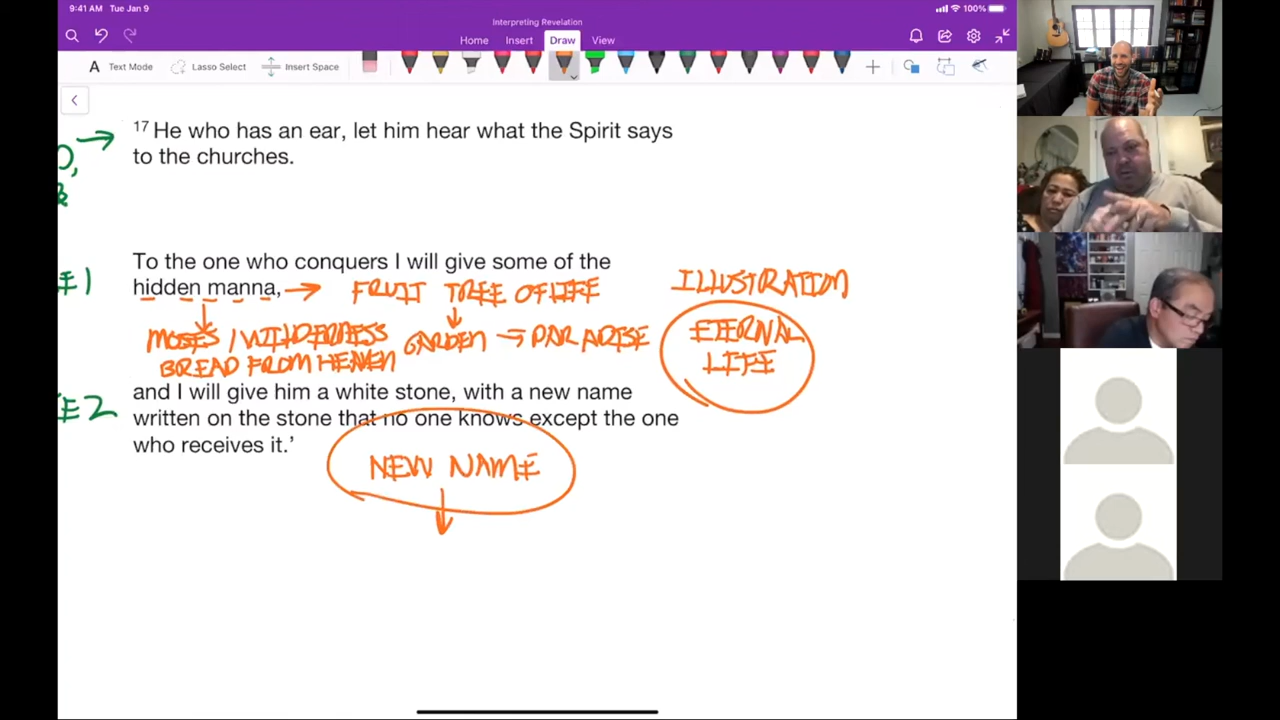 9:41 AM Tue Jan 9
100%
Interpreting Revelation
Home Insert Draw View
A Text Mode Lasso Select Insert Space
17 He who has an ear, let him hear what the Spirit says
to the churches.
To the one who conquers I will give some of the
hidden manna, → FRUIT TREE OF LIFE
ILLUSTRATION
MOSES / WILDERNESS
BREAD FROM HEAVEN
GARDEN → PARADISE
ETERNAL
LIFE
E 1
and I will give him a white stone, with a new name
E 2
written on the stone that no one knows except the one
who receives it.’
NEW NAME